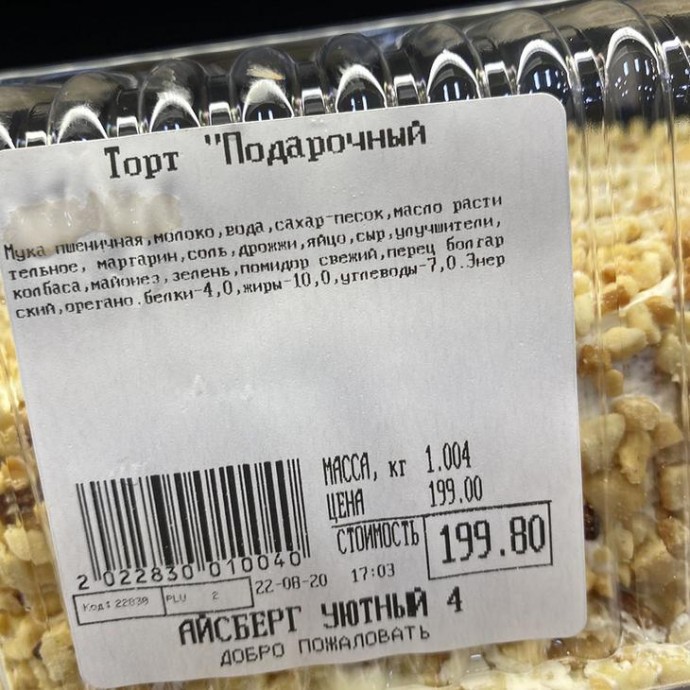 Торт "Подарочный
Мука пшеничная,молоко,вода,сахар-песок,масло расти
тельное, маргарин,соль,дрожжи,яйцо,сыр,улучшители,
колбаса,майонез,зелень,помидор свежий,перец болгар
ский,орегано.белки-4,0,жиры-10,0,углеводы-7,0.Энер
МАССА, кг 1.004
ЦЕНА 199.00
СТОИМОСТЬ 199.80
2 022830 010040
Код: 22830 PLU 2
22-08-20 17:03
АЙСБЕРГ УЮТНЫЙ 4
ДОБРО ПОЖАЛОВАТЬ